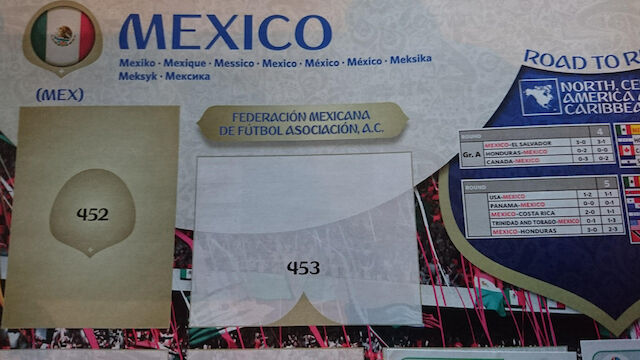 MEXICO
Mexiko · Mexique · Messico · Mexico · México · México · Meksika
Meksyk · Мексика
(MEX)
FEDERACIÓN MEXICANA
DE FÚTBOL ASOCIACIÓN, A.C.
452
453
ROAD TO R
NORTH, CE
AMERICA A
CARIBBEA
ROUND 4
Gr. A
MEXICO-EL SALVADOR 3-0 3-1
HONDURAS-MEXICO 0-2 0-0
CANADA-MEXICO 0-3 0-2
ROUND 5
USA-MEXICO 1-2 1-1
PANAMA-MEXICO 0-0 0-1
MEXICO-COSTA RICA 2-0 1-1
TRINIDAD AND TOBAGO-MEXICO 0-1 1-3
MEXICO-HONDURAS 3-0 2-3